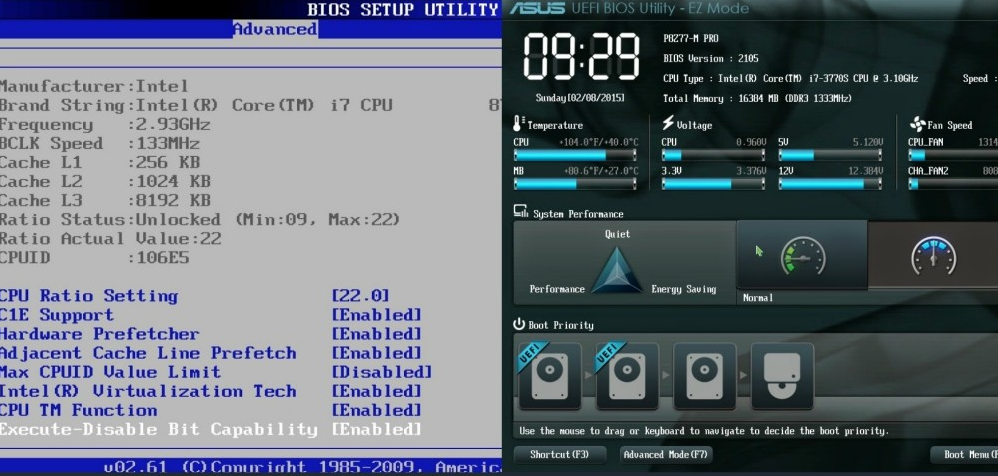 BIOS SETUP UTILITY
Advanced
Manufacturer:Intel
Brand String:Intel(R) Core(TM) i7 CPU 8
Frequency :2.93GHz
BCLK Speed :133MHz
Cache L1 :256 KB
Cache L2 :1024 KB
Cache L3 :8192 KB
Ratio Status:Unlocked (Min:09, Max:22)
Ratio Actual Value:22
CPUID :106E5
CPU Ratio Setting [22.0]
C1E Support [Enabled]
Hardware Prefetcher [Enabled]
Adjacent Cache Line Prefetch [Enabled]
Max CPUID Value Limit [Disabled]
Intel(R) Virtualization Tech [Enabled]
CPU TM Function [Enabled]
Execute-Disable Bit Capability [Enabled]
v02.61 (C)Copyright 1985-2009, Americ
ASUS UEFI BIOS Utility - EZ Mode
09:29
Sunday[02/08/2015]
P8Z77-M PRO
BIOS Version : 2105
CPU Type : Intel(R) Core(TM) i7-3770S CPU @ 3.10GHz Speed :
Total Memory : 16384 MB (DDR3 1333MHz)
Temperature
CPU +104.0°F/+40.0°C
MB +80.6°F/+27.0°C
Voltage
CPU 0.960V 5V 5.120V
3.3V 3.376V 12V 12.384V
Fan Speed
CPU_FAN 1314
CHA_FAN2 808
System Performance
Quiet
Performance Energy Saving
Normal
Boot Priority
UEFI UEFI
Use the mouse to drag or keyboard to navigate to decide the boot priority.
Shortcut(F3) Advanced Mode(F7) Boot Menu(F